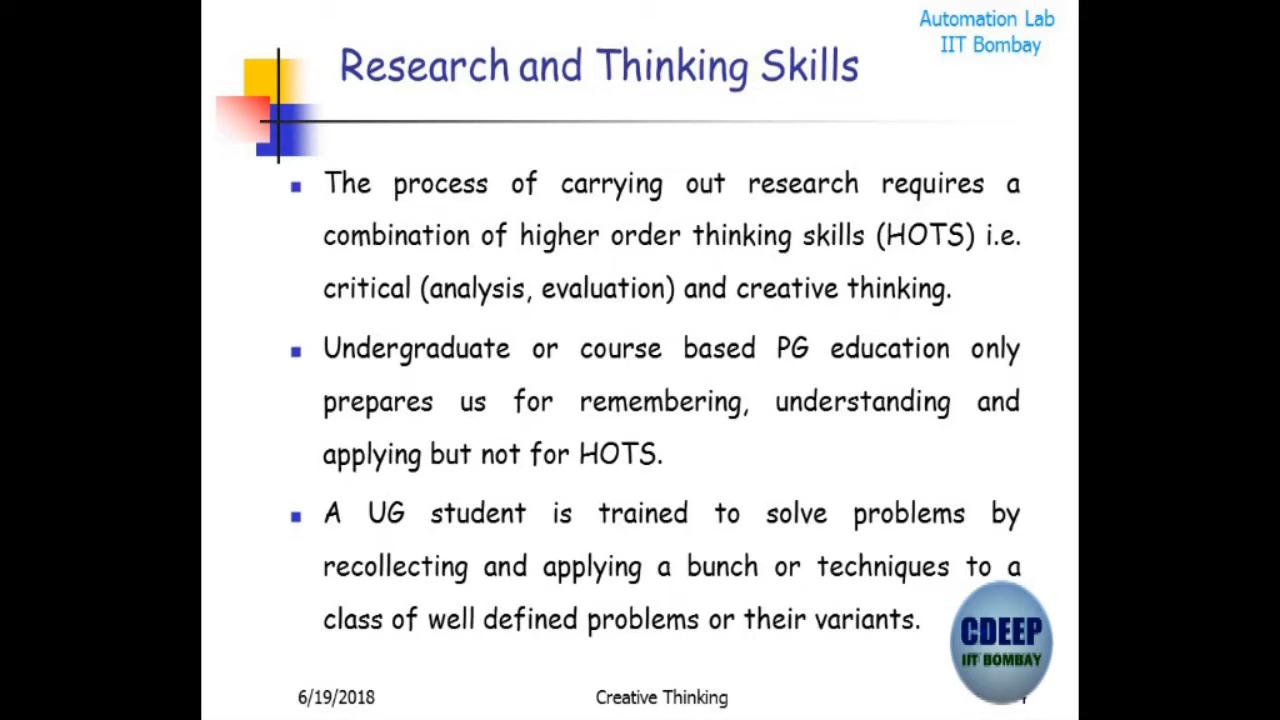 Automation Lab
IIT Bombay
Research and Thinking Skills
The process of carrying out research requires a
combination of higher order thinking skills (HOTS) i.e.
critical (analysis, evaluation) and creative thinking.
Undergraduate or course based PG education only
prepares us for remembering, understanding and
applying but not for HOTS.
A UG student is trained to solve problems by
recollecting and applying a bunch or techniques to a
class of well defined problems or their variants.
CDEEP
IIT BOMBAY
6/19/2018 Creative Thinking